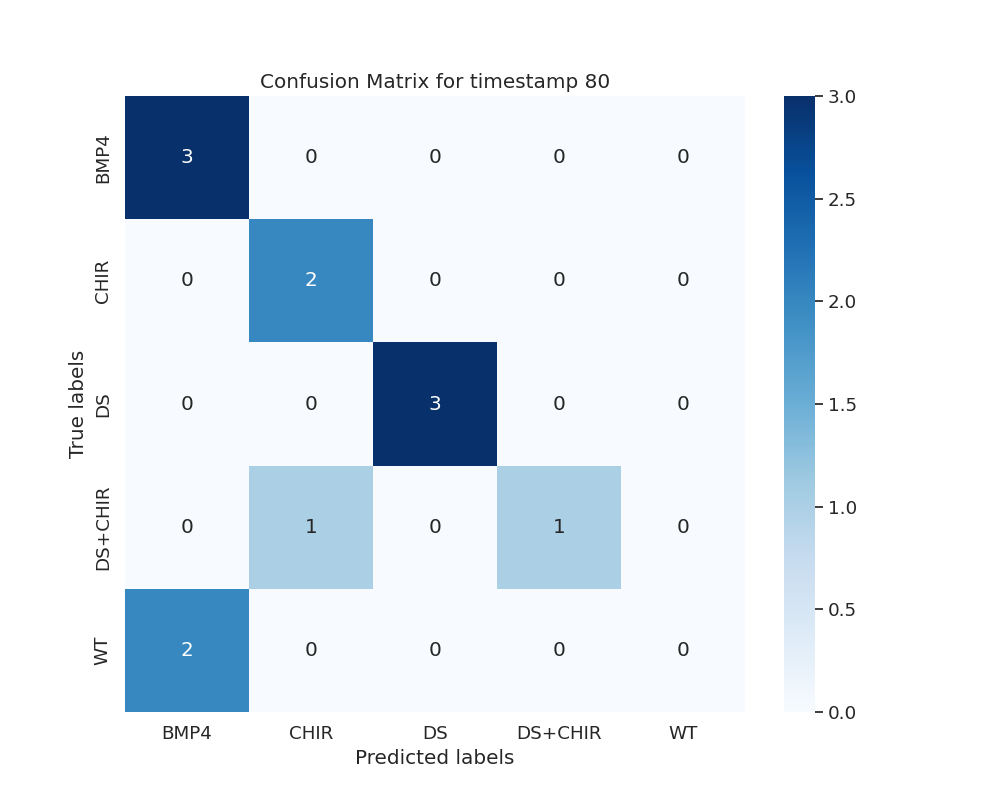 Confusion Matrix for timestamp 80
True labels
BMP4 3 0 0 0 0
CHIR 0 2 0 0 0
DS 0 0 3 0 0
DS+CHIR 0 1 0 1 0
WT 2 0 0 0 0
BMP4 CHIR DS DS+CHIR WT
Predicted labels
3.0
2.5
2.0
1.5
1.0
0.5
0.0